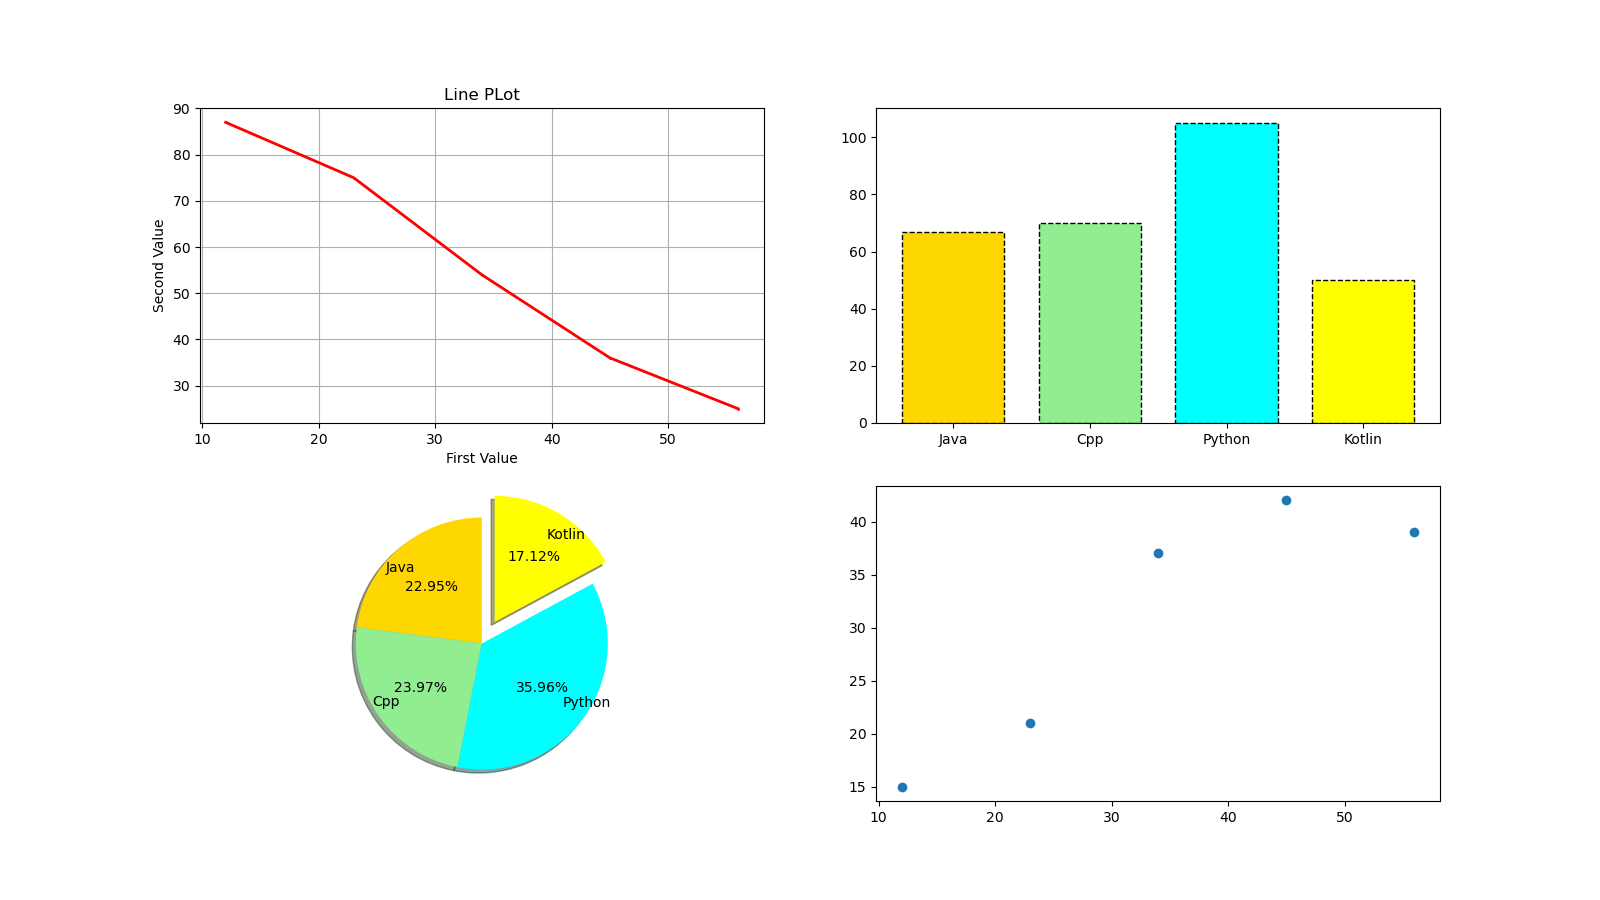 Line PLot
90
80
70
60
50
40
30
Second Value
10 20 30 40 50
First Value
100
80
60
40
20
0
Java Cpp Python Kotlin
Kotlin
17.12%
Java
22.95%
23.97%
Cpp
35.96%
Python
40
35
30
25
20
15
10 20 30 40 50